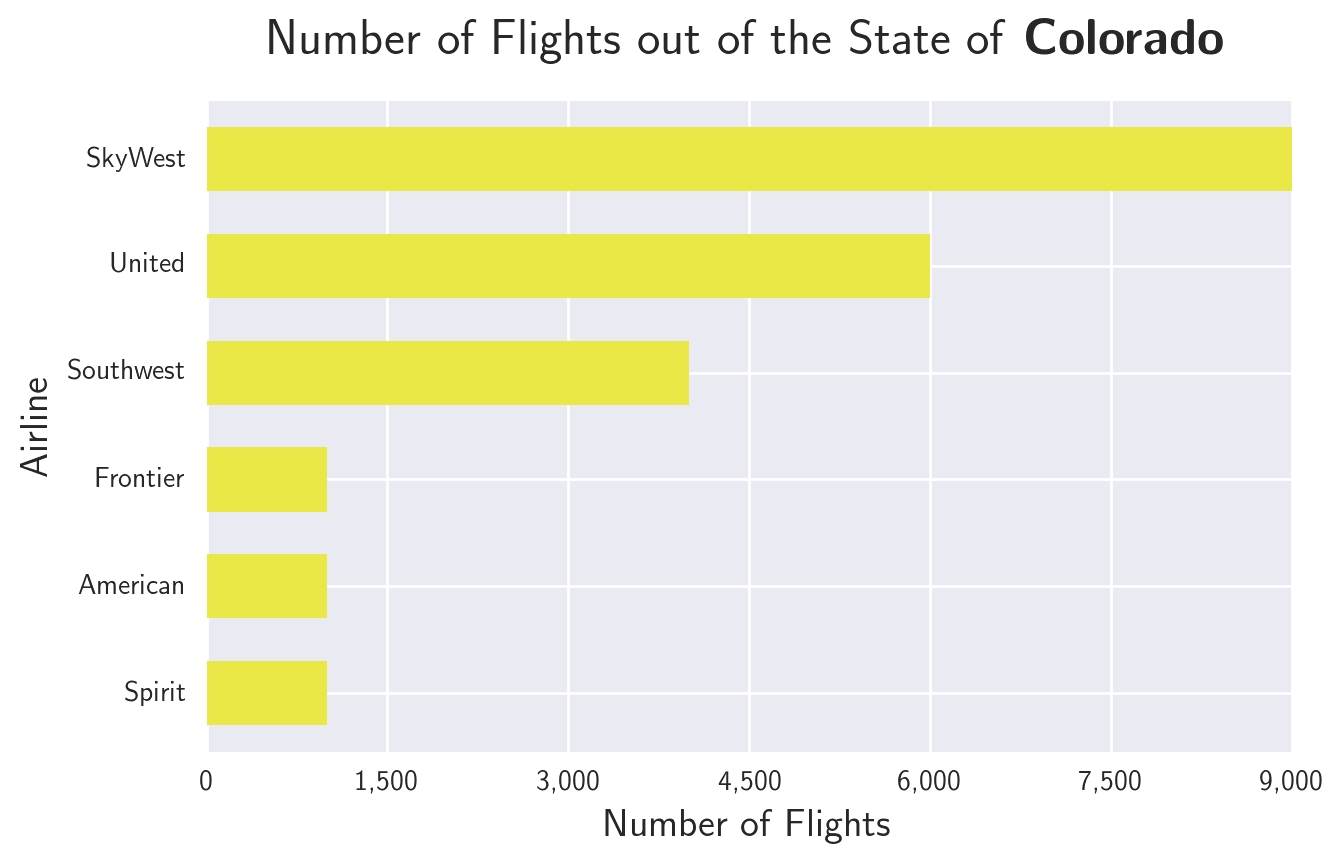 Number of Flights out of the State of Colorado
SkyWest
United
Southwest
Frontier
American
Spirit
Airline
0 1,500 3,000 4,500 6,000 7,500 9,000
Number of Flights